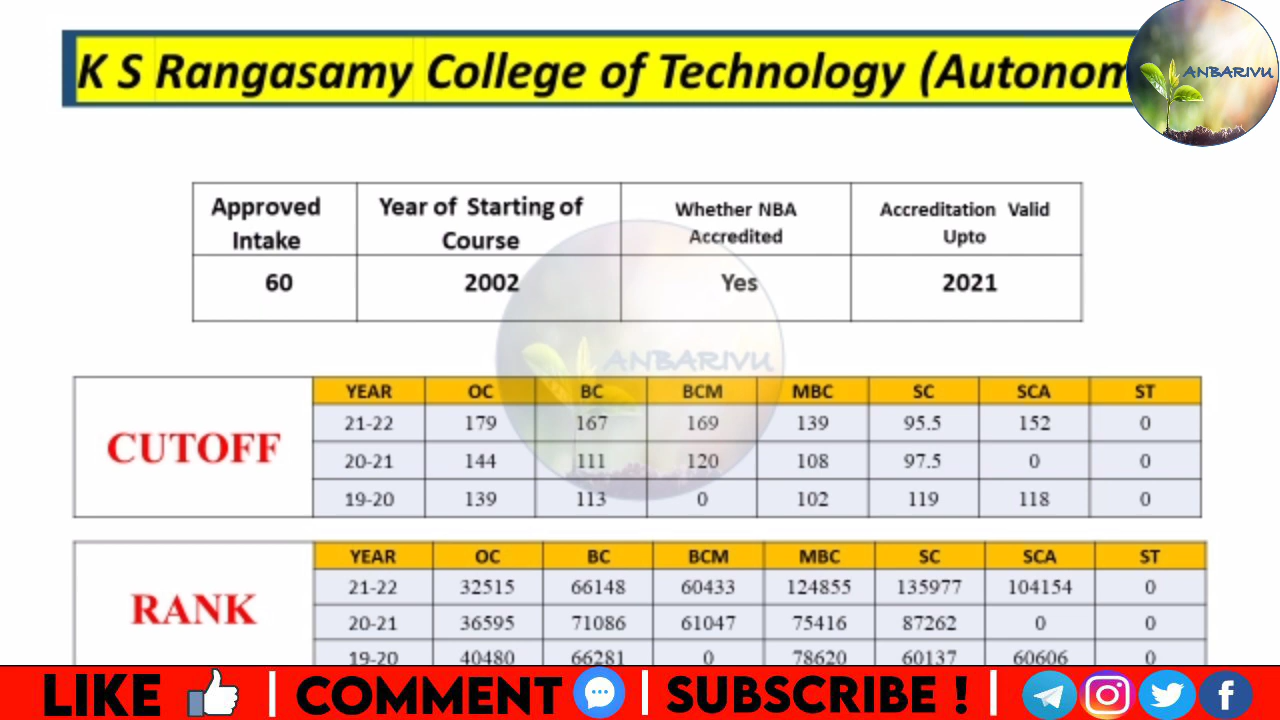 K S Rangasamy College of Technology (Autonom
ANBARIVU
Approved Intake | Year of Starting of Course | Whether NBA Accredited | Accreditation Valid Upto
60 | 2002 | Yes | 2021
ANBARIVU
CUTOFF
YEAR OC BC BCM MBC SC SCA ST
21-22 179 167 169 139 95.5 152 0
20-21 144 111 120 108 97.5 0 0
19-20 139 113 0 102 119 118 0
RANK
YEAR OC BC BCM MBC SC SCA ST
21-22 32515 66148 60433 124855 135977 104154 0
20-21 36595 71086 61047 75416 87262 0 0
19-20 40480 66281 0 78620 60137 60606 0
LIKE | COMMENT | SUBSCRIBE ! |